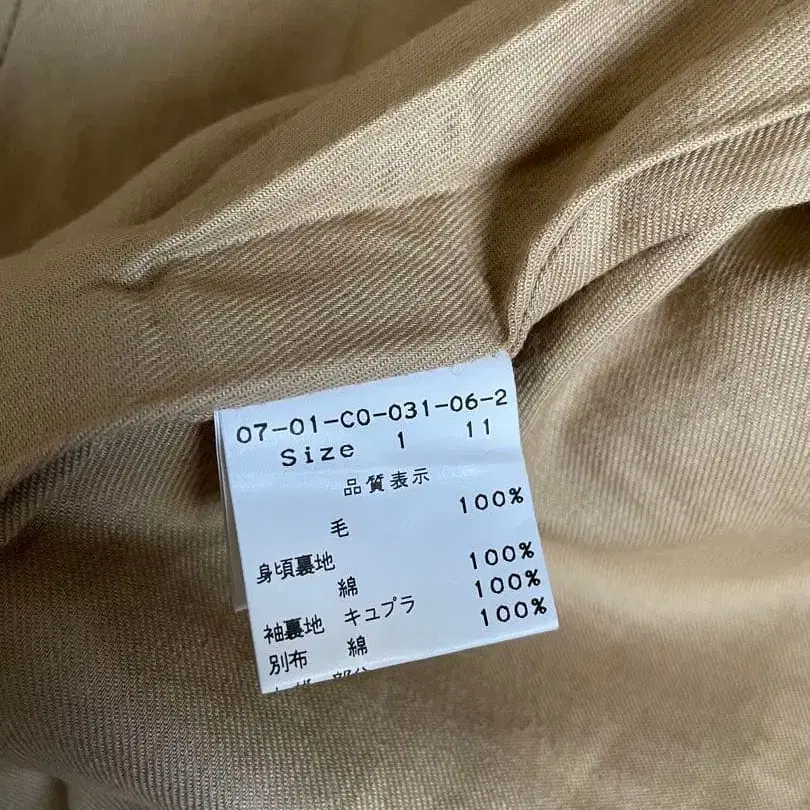 07-01-CO-031-06-2
Size 1 11
品質表示
毛 100%
身頃裏地
綿 100%
袖裏地 キュプラ 100%
別布 綿 100%